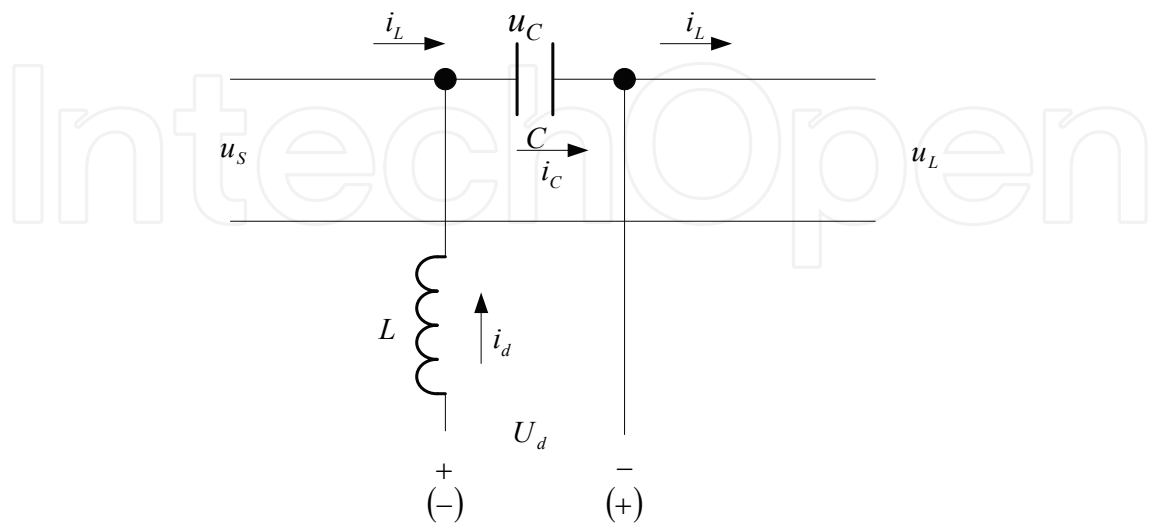 i_L u_C i_L
IntechOpen
C
u_S i_C u_L
L i_d
U_d
+ −
(−) (+)